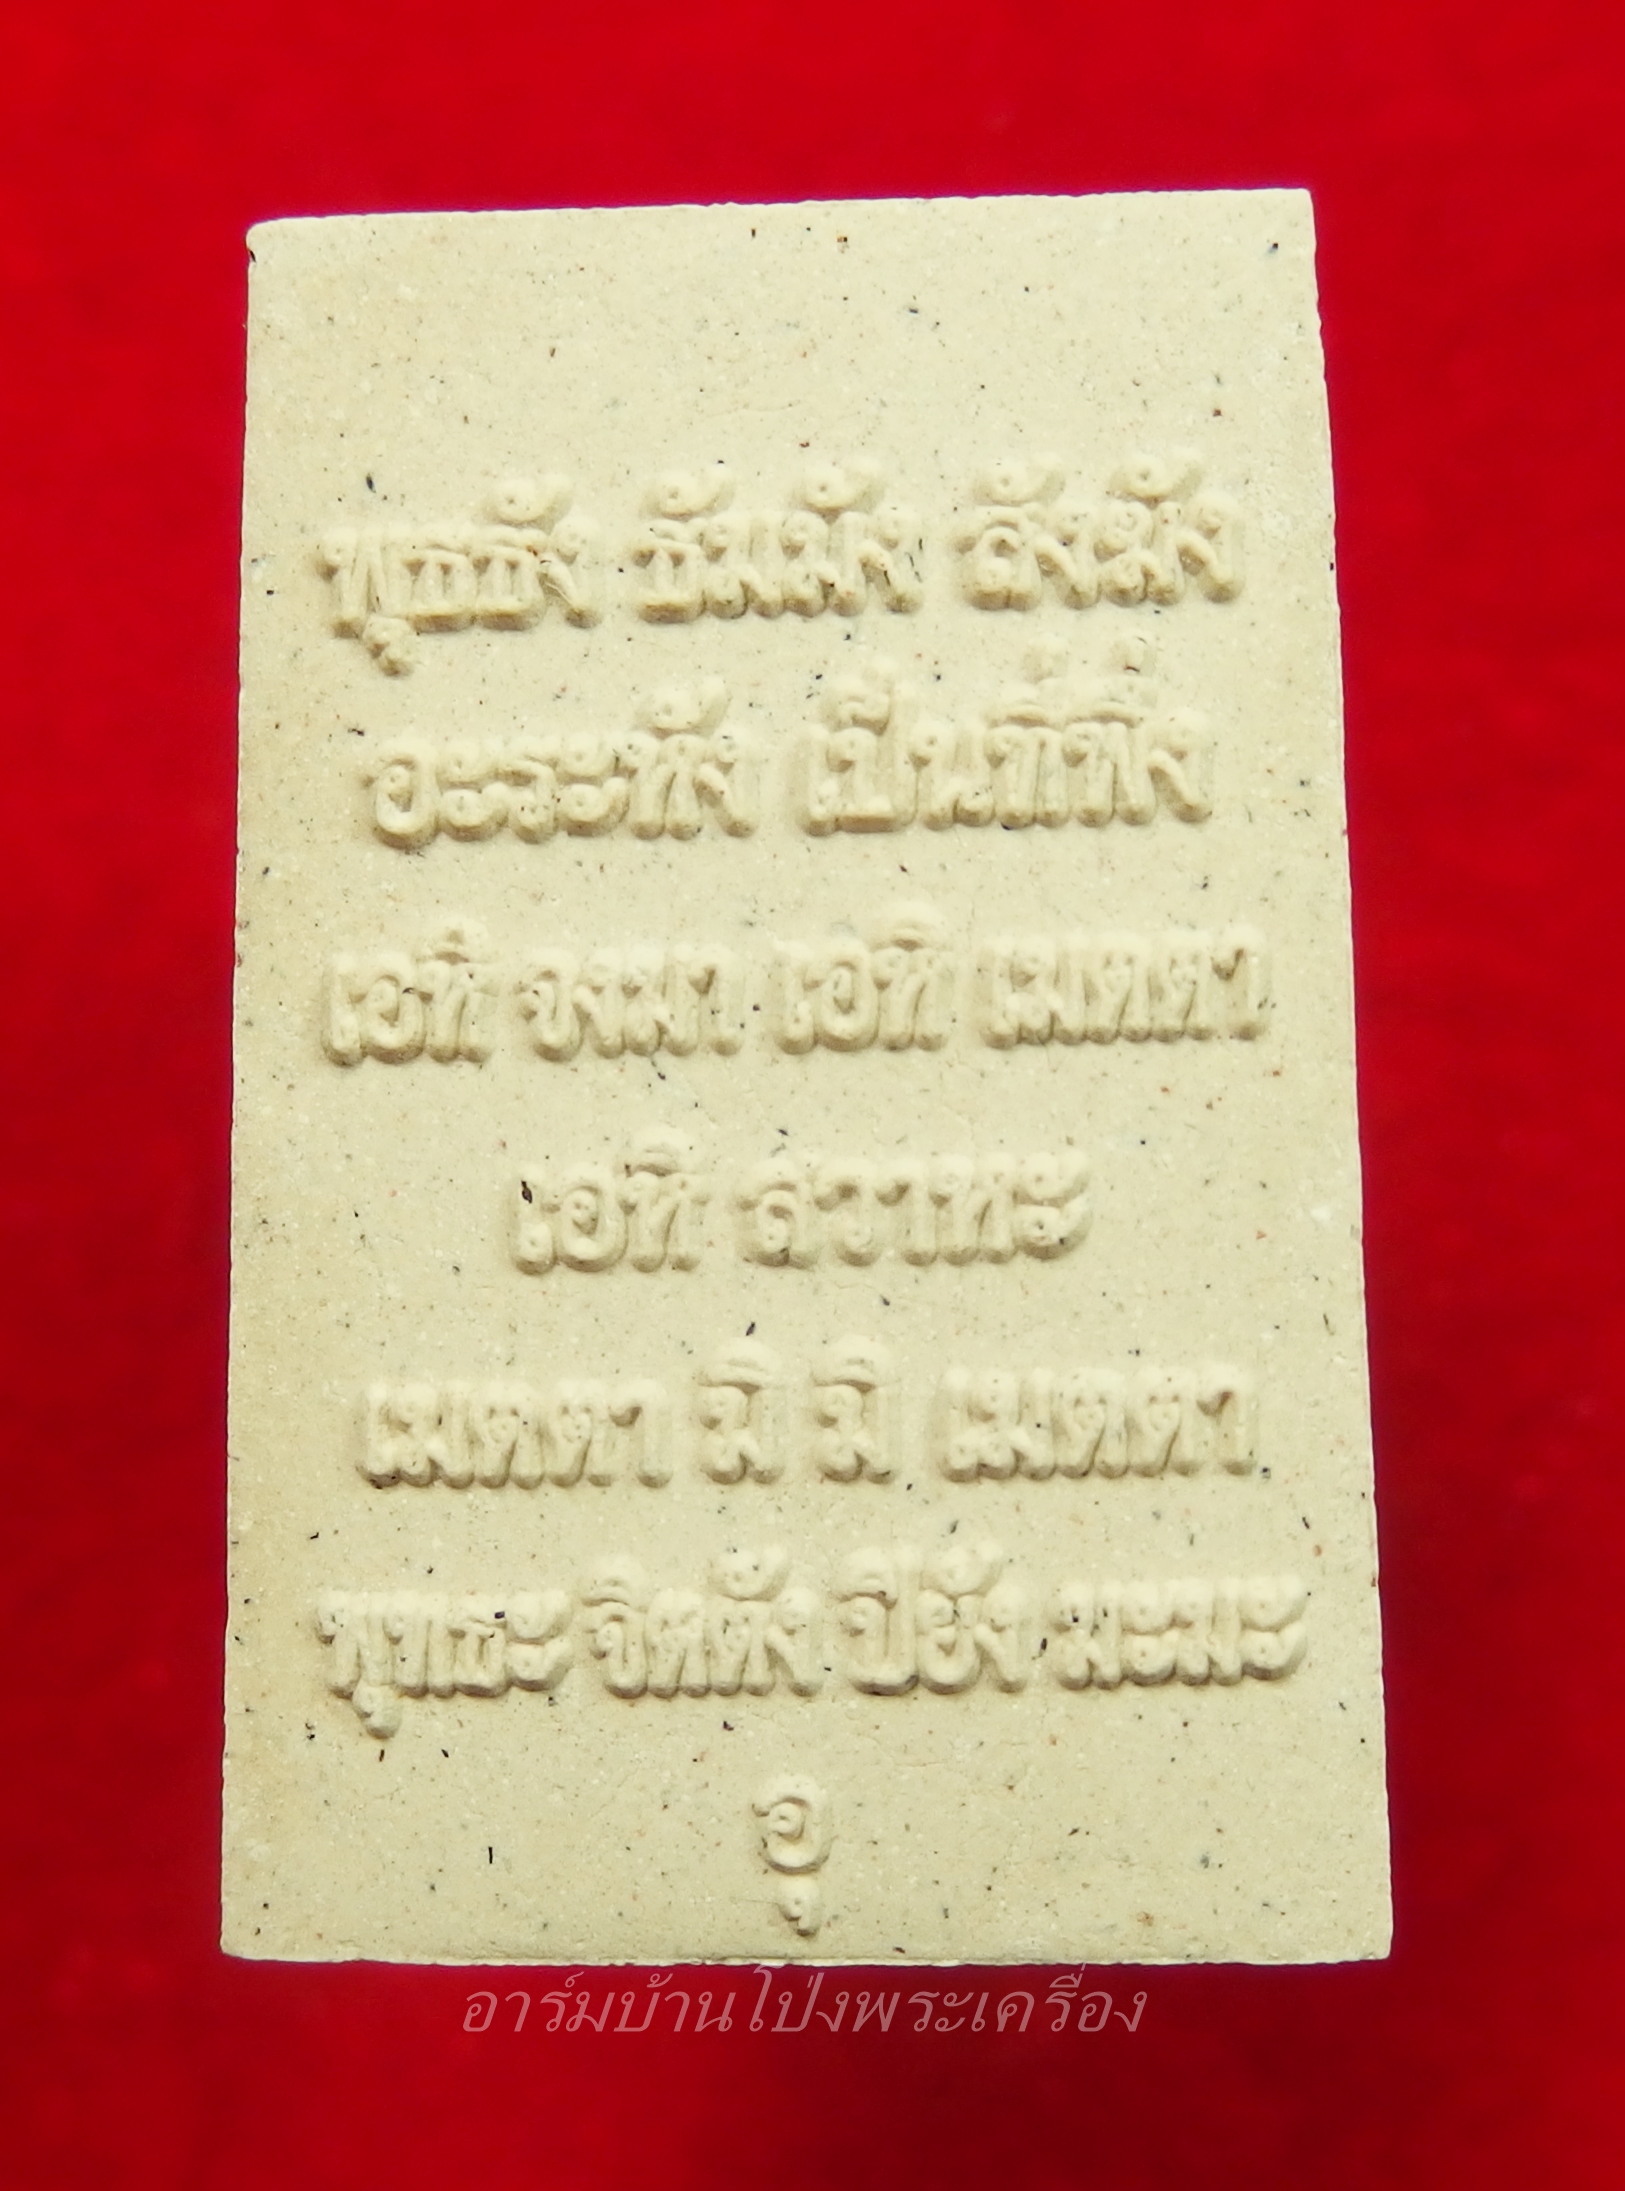 พุธธัง ธัมมัง สังฆัง
อะระหัง เป็นที่พึ่ง
เอหิ จงมา เอหิ เมตตา
เอหิ สวาหะ
เมตตา มิ มิ เมตตา
พุทธะ จิตตัง ปิยัง มะมะ
อุ
อาร์มบ้านโป่งพระเครื่อง